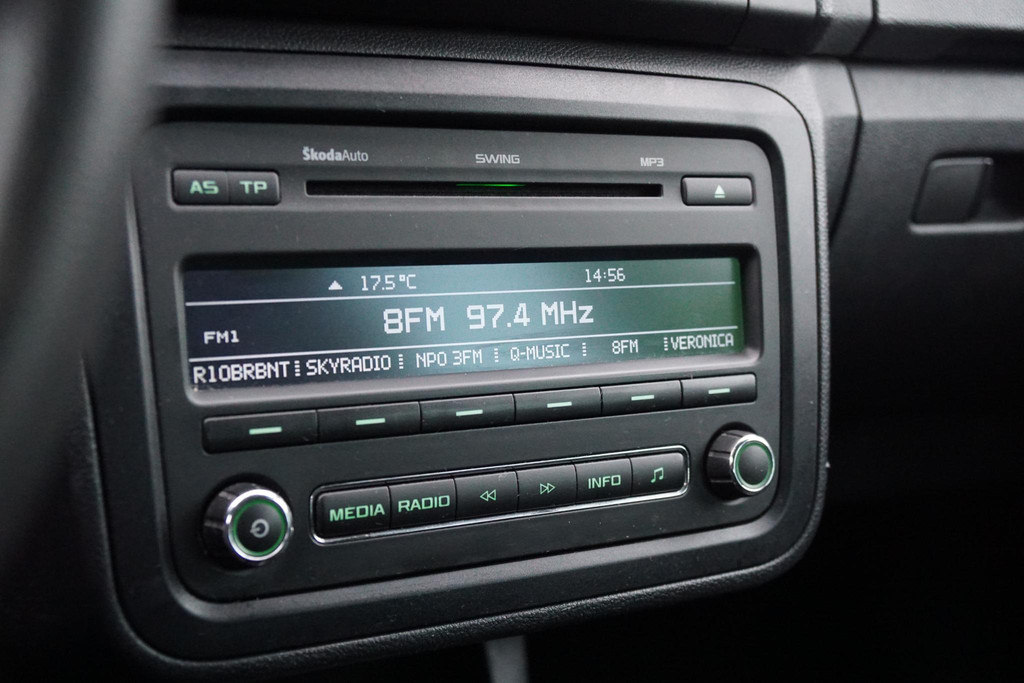 ŠkodaAuto SWING MP3
AS TP
17.5°C 14:56
8FM 97.4 MHz
FM1
R10BRBNT SKYRADIO NPO 3FM Q-MUSIC 8FM VERONICA
MEDIA RADIO INFO